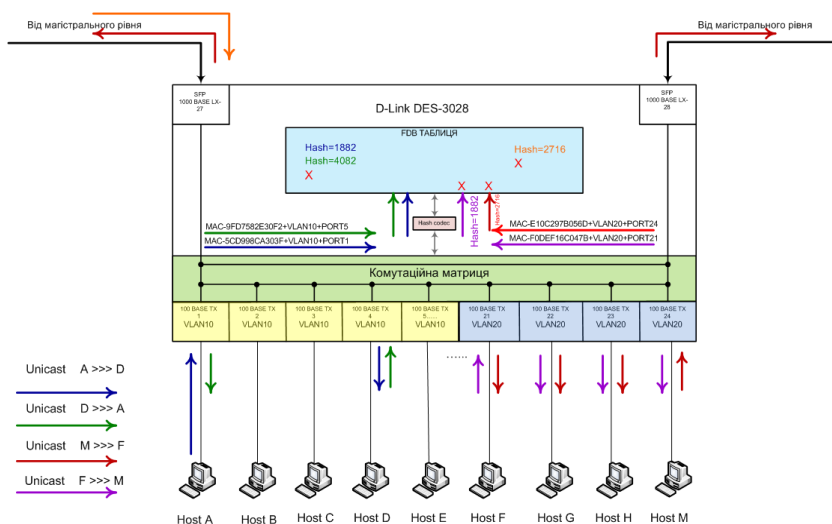 Від магістрального рівня
Від магістрального рівня
SFP
1000 BASE LX-
27
D-Link DES-3028
SFP
1000 BASE LX-
28
FDB ТАБЛИЦЯ
Hash=1882
Hash=4082
X
Hash=2716
X
X
X
Hash=1882
Hash=2716
Hash codec
MAC-9FD7582E30F2+VLAN10+PORT5
MAC-5CD998CA303F+VLAN10+PORT1
MAC-E10C297B056D+VLAN20+PORT24
MAC-F0DEF16C047B+VLAN20+PORT21
Комутаційна матриця
100 BASE TX
1
VLAN10
100 BASE TX
2
VLAN10
100 BASE TX
3
VLAN10
100 BASE TX
4
VLAN10
100 BASE TX
5......
VLAN10
100 BASE TX
21
VLAN20
100 BASE TX
22
VLAN20
100 BASE TX
23
VLAN20
100 BASE TX
24
VLAN20
......
Unicast A >>> D
Unicast D >>> A
Unicast M >>> F
Unicast F >>> M
Host A
Host B
Host C
Host D
Host E
Host F
Host G
Host H
Host M